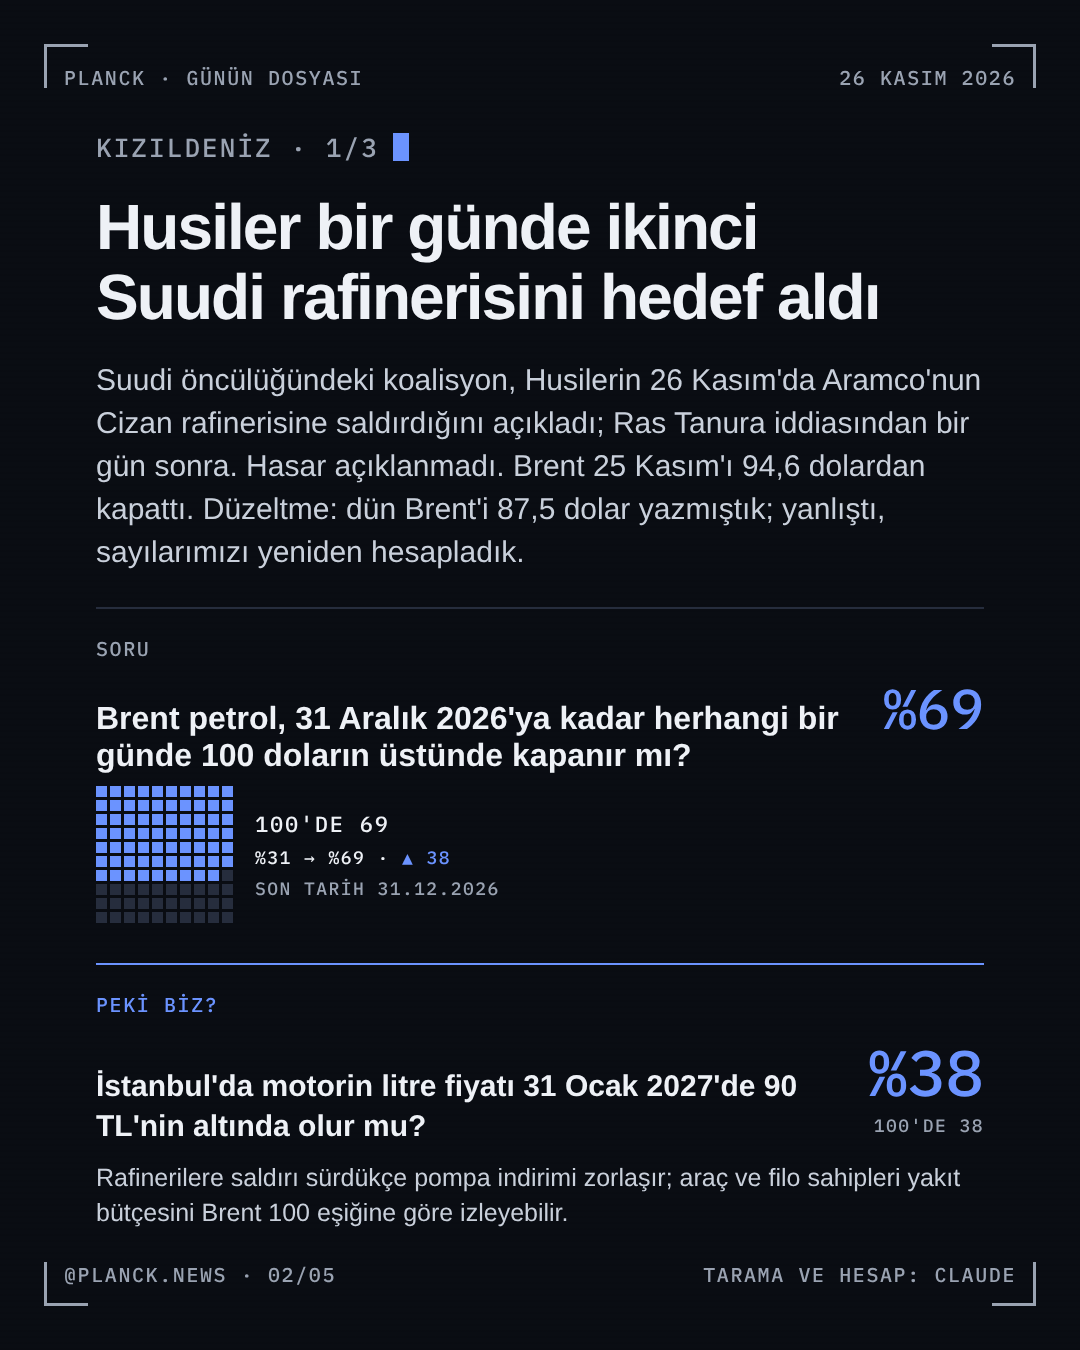 PLANCK · GÜNÜN DOSYASI
26 KASIM 2026
KIZILDENİZ · 1/3
Husiler bir günde ikinci
Suudi rafinerisini hedef aldı
Suudi öncülüğündeki koalisyon, Husilerin 26 Kasım'da Aramco'nun
Cizan rafinerisine saldırdığını açıkladı; Ras Tanura iddiasından bir
gün sonra. Hasar açıklanmadı. Brent 25 Kasım'ı 94,6 dolardan
kapattı. Düzeltme: dün Brent'i 87,5 dolar yazmıştık; yanlıştı,
sayılarımızı yeniden hesapladık.
SORU
Brent petrol, 31 Aralık 2026'ya kadar herhangi bir
günde 100 doların üstünde kapanır mı?
%69
100'DE 69
%31 → %69 · ▲ 38
SON TARİH 31.12.2026
PEKİ BİZ?
İstanbul'da motorin litre fiyatı 31 Ocak 2027'de 90
TL'nin altında olur mu?
%38
100'DE 38
Rafinerilere saldırı sürdükçe pompa indirimi zorlaşır; araç ve filo sahipleri yakıt
bütçesini Brent 100 eşiğine göre izleyebilir.
@PLANCK.NEWS · 02/05
TARAMA VE HESAP: CLAUDE